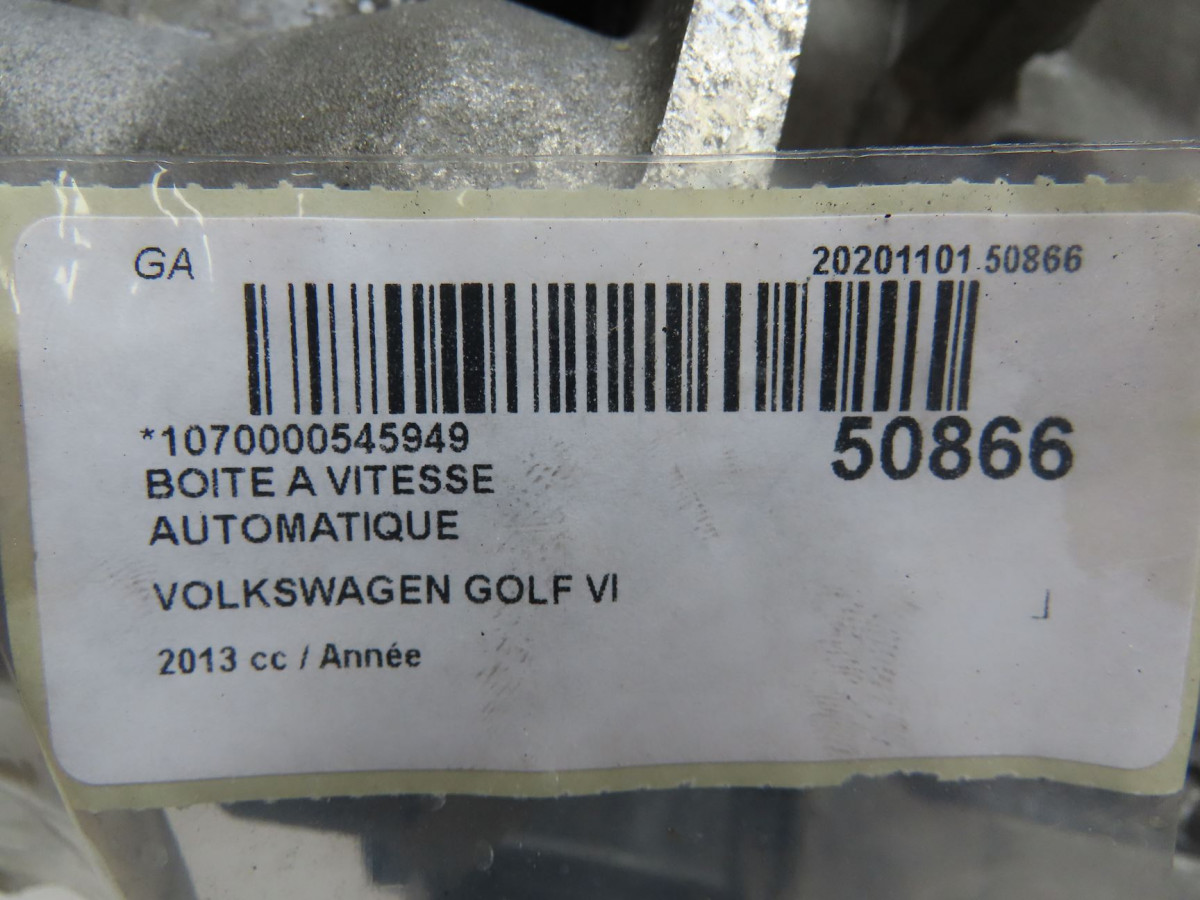 GA
20201101 50866
*1070000545949
50866
BOITE A VITESSE
AUTOMATIQUE
VOLKSWAGEN GOLF VI
2013 cc / Année